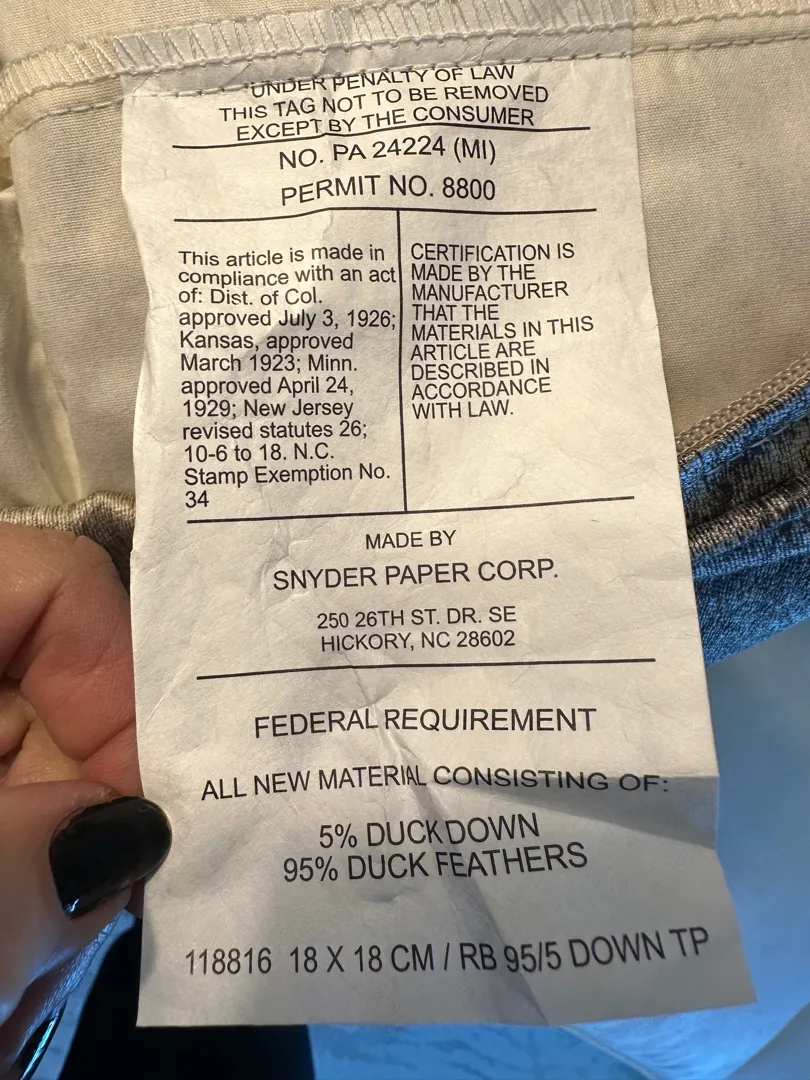 UNDER PENALTY OF LAW
THIS TAG NOT TO BE REMOVED
EXCEPT BY THE CONSUMER
NO. PA 24224 (MI)
PERMIT NO. 8800
This article is made in
compliance with an act
of: Dist. of Col.
approved July 3, 1926;
Kansas, approved
March 1923; Minn.
approved April 24,
1929; New Jersey
revised statutes 26;
10-6 to 18. N.C.
Stamp Exemption No.
34
CERTIFICATION IS
MADE BY THE
MANUFACTURER
THAT THE
MATERIALS IN THIS
ARTICLE ARE
DESCRIBED IN
ACCORDANCE
WITH LAW.
MADE BY
SNYDER PAPER CORP.
250 26TH ST. DR. SE
HICKORY, NC 28602
FEDERAL REQUIREMENT
ALL NEW MATERIAL CONSISTING OF:
5% DUCK DOWN
95% DUCK FEATHERS
118816 18 X 18 CM / RB 95/5 DOWN TP